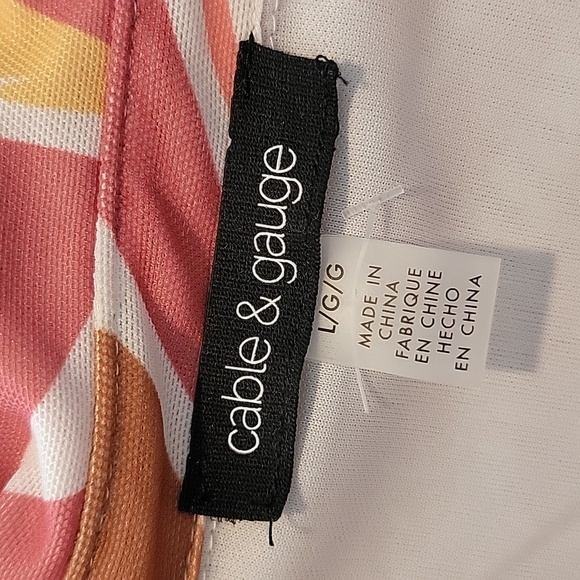 cable & gauge
L/G/G
MADE IN
CHINA
FABRIQUE
EN CHINE
HECHO
EN CHINA